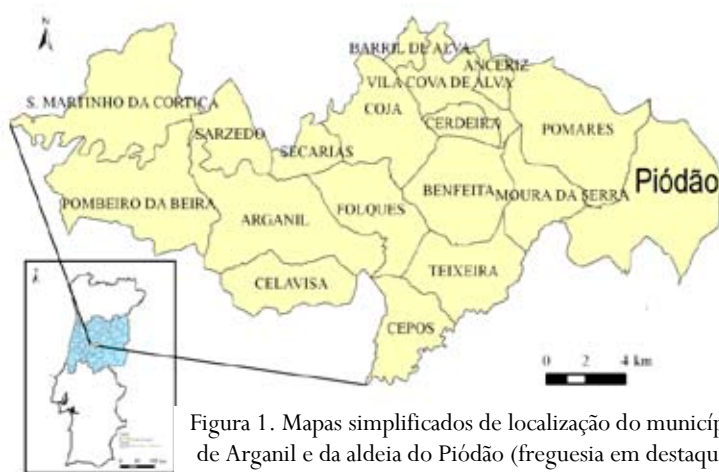 N
BARRIL DE ALVA
ANCERIZ
VILA COVA DE ALVA
S. MARTINHO DA CORTIÇA
COJA
SARZEDO
CERDEIRA
POMARES
SECARIAS
Piódão
BENFEITA
MOURA DA SERRA
POMBEIRO DA BEIRA
ARGANIL
FOLQUES
TEIXEIRA
CELAVISA
CEPOS
0 2 4 km
Figura 1. Mapas simplificados de localização do municíp
de Arganil e da aldeia do Piódão (freguesia em destaqu